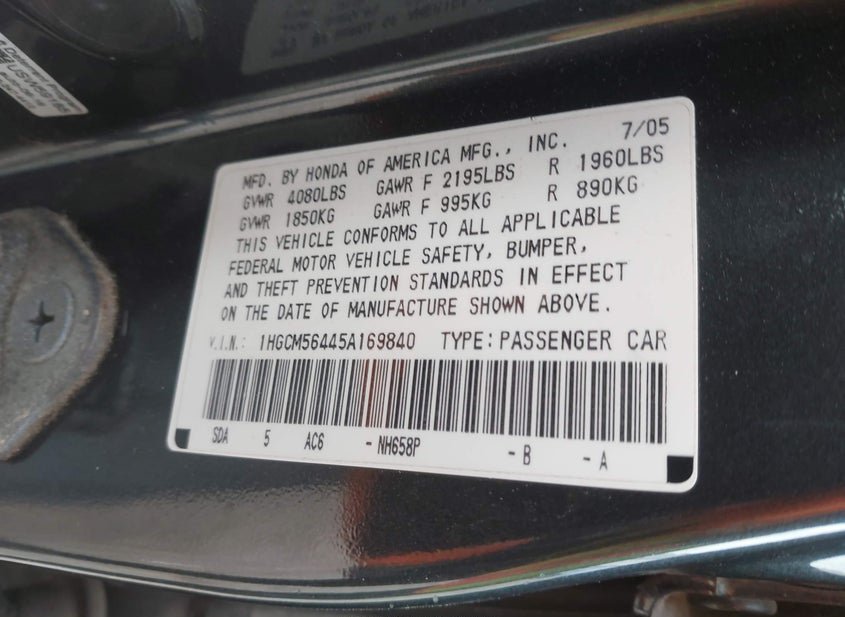 7/05
MFD. BY HONDA OF AMERICA MFG., INC.
GVWR 4080LBS GAWR F 2195LBS R 1960LBS
GVWR 1850KG GAWR F 995KG R 890KG
THIS VEHICLE CONFORMS TO ALL APPLICABLE
FEDERAL MOTOR VEHICLE SAFETY, BUMPER,
AND THEFT PREVENTION STANDARDS IN EFFECT
ON THE DATE OF MANUFACTURE SHOWN ABOVE.
V.I.N.: 1HGCM56445A169840 TYPE: PASSENGER CAR
SDA 5 AC6 -NH658P -B -A